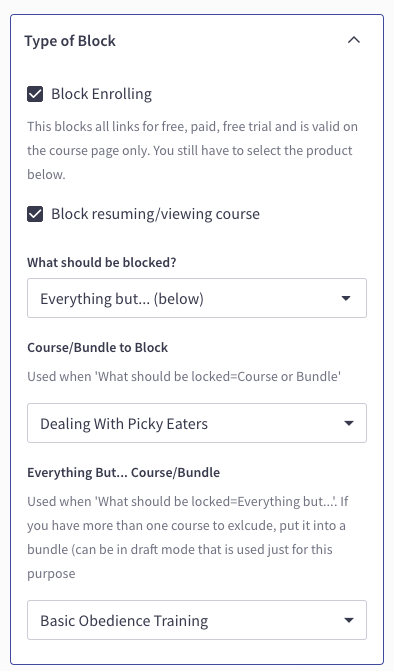 Type of Block
Block Enrolling
This blocks all links for free, paid, free trial and is valid on
the course page only. You still have to select the product
below.
Block resuming/viewing course
What should be blocked?
Everything but... (below)
Course/Bundle to Block
Used when 'What should be locked=Course or Bundle'
Dealing With Picky Eaters
Everything But... Course/Bundle
Used when 'What should be locked=Everything but...'. If
you have more than one course to exlcude, put it into a
bundle (can be in draft mode that is used just for this
purpose
Basic Obedience Training